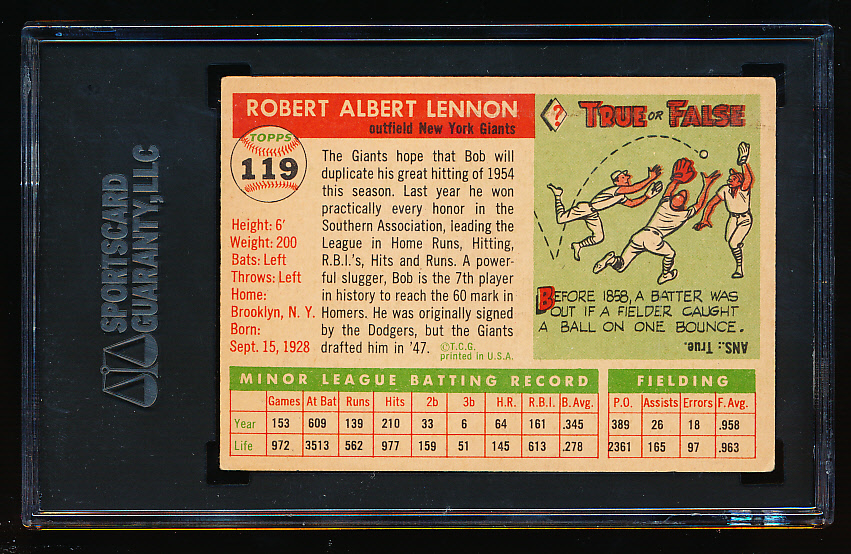 SPORTSCARD
GUARANTY, LLC
ROBERT ALBERT LENNON
outfield New York Giants
TOPPS
119
Height: 6'
Weight: 200
Bats: Left
Throws: Left
Home:
Brooklyn, N. Y.
Born:
Sept. 15, 1928
The Giants hope that Bob will
duplicate his great hitting of 1954
this season. Last year he won
practically every honor in the
Southern Association, leading the
League in Home Runs, Hitting,
R.B.I.'s, Hits and Runs. A power-
ful slugger, Bob is the 7th player
in history to reach the 60 mark in
Homers. He was originally signed
by the Dodgers, but the Giants
drafted him in '47. ©T.C.G.
printed in U.S.A.
? TRUE OR FALSE
BEFORE 1858, A BATTER WAS
OUT IF A FIELDER CAUGHT
A BALL ON ONE BOUNCE.
ANS.: True.
MINOR LEAGUE BATTING RECORD FIELDING
Games At Bat Runs Hits 2b 3b H.R. R.B.I. B.Avg. P.O. Assists Errors F.Avg.
Year 153 609 139 210 33 6 64 161 .345 389 26 18 .958
Life 972 3513 562 977 159 51 145 613 .278 2361 165 97 .963